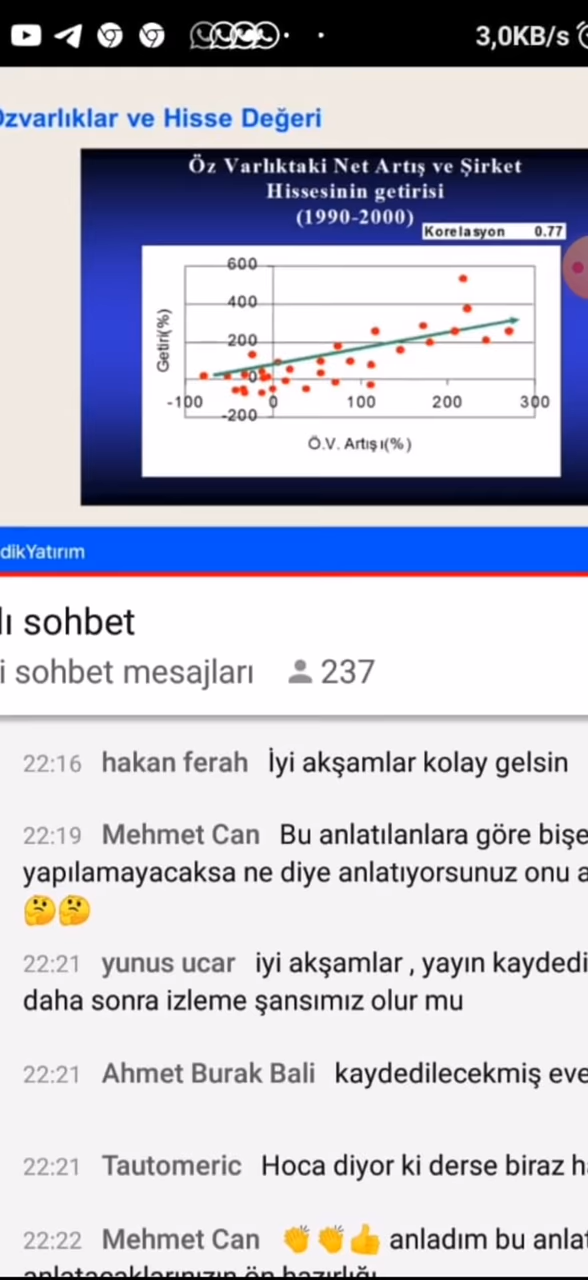 3,0KB/s
Özvarlıklar ve Hisse Değeri
Öz Varlıktaki Net Artış ve Şirket
Hissesinin getirisi
(1990-2000)
Korelasyon 0.77
600
400
200
0
-200
-100 0 100 200 300
Getiri(%)
Ö.V. Artışı(%)
dikYatırım
lı sohbet
i sohbet mesajları 237
22:16 hakan ferah İyi akşamlar kolay gelsin
22:19 Mehmet Can Bu anlatılanlara göre bişe
yapılamayacaksa ne diye anlatıyorsunuz onu a
🤔🤔
22:21 yunus ucar iyi akşamlar , yayın kaydedi
daha sonra izleme şansımız olur mu
22:21 Ahmet Burak Bali kaydedilecekmiş eve
22:21 Tautomeric Hoca diyor ki derse biraz h
22:22 Mehmet Can 👏👏👍 anladım bu anlat
anlatacaklarınızın ön hazırlığı